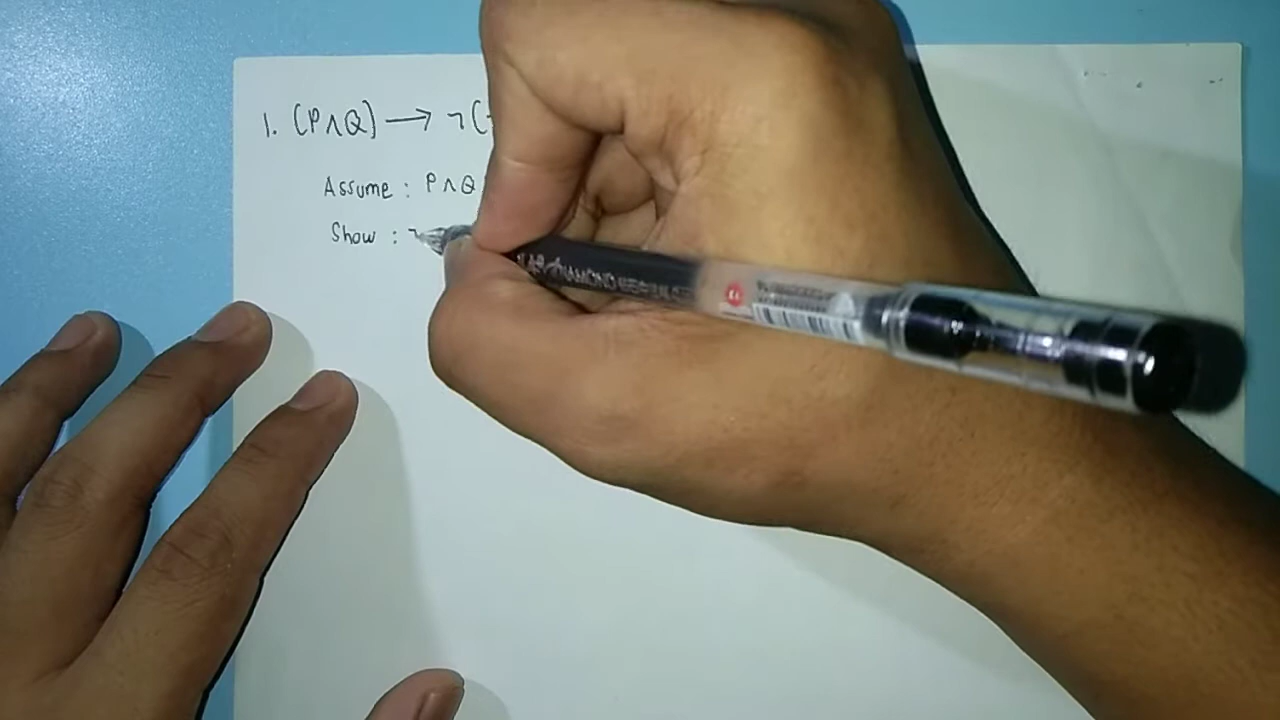 1. (P∧Q) → ¬(
Assume : P∧Q
Show : ¬